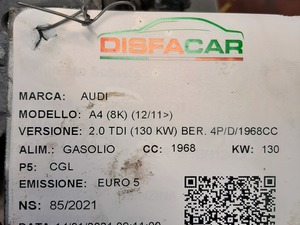 DISFACAR
MARCA: AUDI
MODELLO: A4 (8K) (12/11>)
VERSIONE: 2.0 TDI (130 KW) BER. 4P/D/1968CC
ALIM.: GASOLIO CC: 1968 KW: 130
P5: CGL
EMISSIONE: EURO 5
NS: 85/2021